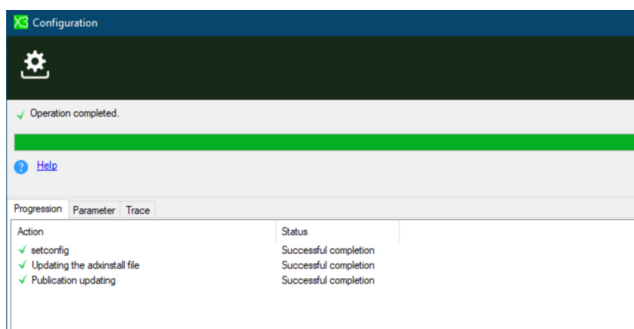 X3 Configuration
Operation completed.
? Help
Progression Parameter Trace
Action Status
setconfig Successful completion
Updating the adxinstall file Successful completion
Publication updating Successful completion